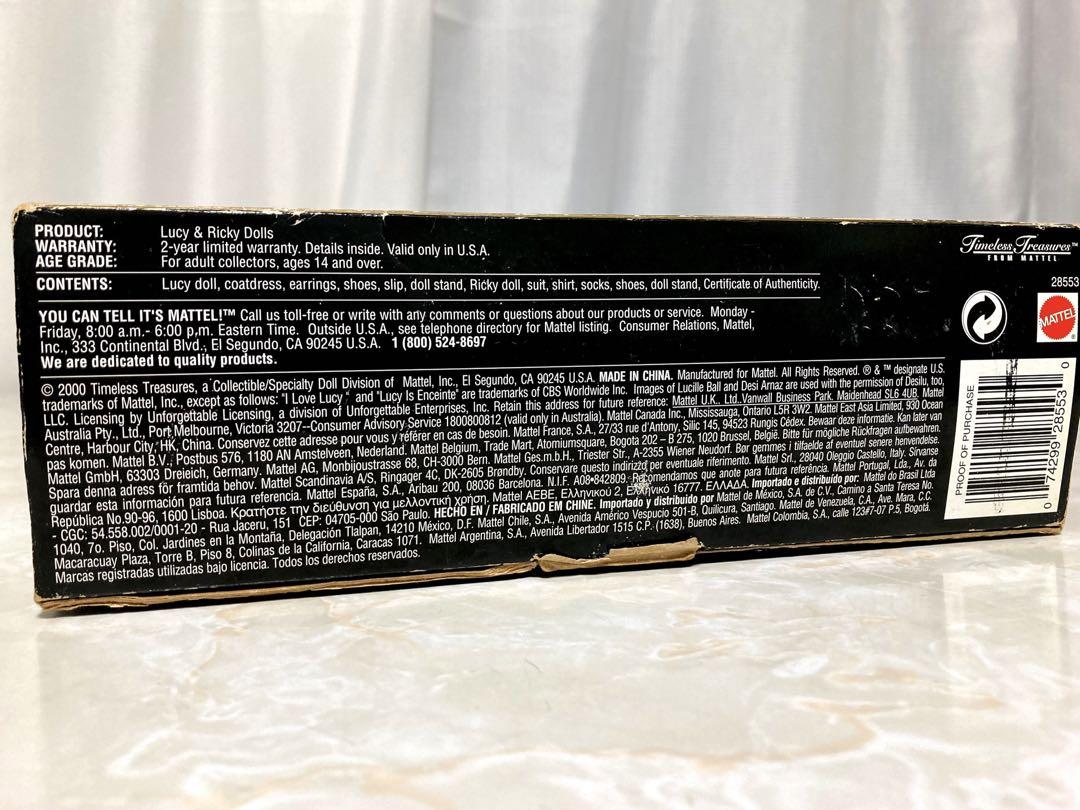 PRODUCT: Lucy & Ricky Dolls
WARRANTY: 2-year limited warranty. Details inside. Valid only in U.S.A.
AGE GRADE: For adult collectors, ages 14 and over.
CONTENTS: Lucy doll, coatdress, earrings, shoes, slip, doll stand, Ricky doll, suit, shirt, socks, shoes, doll stand, Certificate of Authenticity.
YOU CAN TELL IT'S MATTEL!™ Call us toll-free or write with any comments or questions about our products or service. Monday -
Friday, 8:00 a.m.- 6:00 p.m. Eastern Time. Outside U.S.A., see telephone directory for Mattel listing. Consumer Relations, Mattel,
Inc., 333 Continental Blvd., El Segundo, CA 90245 U.S.A. 1 (800) 524-8697
We are dedicated to quality products.
© 2000 Timeless Treasures, a Collectible/Specialty Doll Division of Mattel, Inc., El Segundo, CA 90245 U.S.A. MADE IN CHINA. Manufactured for Mattel. All Rights Reserved. ® & ™ designate U.S.
trademarks of Mattel, Inc., except as follows: "I Love Lucy" and "Lucy Is Enceinte" are trademarks of CBS Worldwide Inc. Images of Lucille Ball and Desi Arnaz are used with the permission of Desilu, too,
LLC. Licensing by Unforgettable Licensing, a division of Unforgettable Enterprises, Inc. Retain this address for future reference: Mattel U.K. Ltd., Vanwall Business Park, Maidenhead SL6 4UB. Mattel
Australia Pty., Ltd., Port Melbourne, Victoria 3207--Consumer Advisory Service 1800800812 (valid only in Australia). Mattel Canada Inc., Mississauga, Ontario L5R 3W2. Mattel East Asia Limited, 930 Ocean
Centre, Harbour City, HK, China. Conservez cette adresse pour vous y référer en cas de besoin. Mattel France, S.A., 27/33 rue d'Antony, Silic 145, 94523 Rungis Cédex. Bewaar deze informatie. Kan later van
pas komen. Mattel B.V., Postbus 576, 1180 AN Amstelveen, Nederland. Mattel Belgium, Trade Mart, Atomiumsquare, Bogota 202 – B 275, 1020 Brussel, België. Bitte für mögliche Rückfragen aufbewahren.
Mattel GmbH, 63303 Dreieich, Germany. Mattel AG, Monbijoustrasse 68, CH-3000 Bern. Mattel Ges.m.b.H., Triester Str., A-2355 Wiener Neudorf. Bør gemmes i tilfælde af eventuel senere henvendelse.
Spara denna adress för framtida behov. Mattel Scandinavia A/S, Ringager 4C, DK-2605 Brøndby. Conservare questo indirizzo per eventuale riferimento. Mattel Srl., 28040 Oleggio Castello, Italy. Sírvanse
guardar esta información para futura referencia. Mattel España, S.A., Aribau 200, 08036 Barcelona. N.I.F. A08-842809. Recomendamos que anote para futura referência. Mattel Portugal, Lda., Av. da
República No.90-96, 1600 Lisboa. Κρατήστε την διεύθυνση για μελλοντική χρήση. Mattel AEBE, Ελληνικού 2, Ελληνικό 16777, ΕΛΛΑΔΑ. Importado e distribuído por: Mattel do Brasil Ltda
- CGC: 54.558.002/0001-20 - Rua Jaceru, 151 CEP: 04705-000 São Paulo. HECHO EN / FABRICADO EM CHINE. Importado y distribuido por Mattel de México, S.A. de C.V., Camino a Santa Teresa No.
1040, 7o. Piso, Col. Jardines en la Montaña, Delegación Tlalpan, 14210 México, D.F. Mattel Chile, S.A., Avenida Américo Vespucio 501-B, Quilicura, Santiago. Mattel de Venezuela, C.A., Ave. Mara, C.C.
Macaracuay Plaza, Torre B, Piso 8, Colinas de la California, Caracas 1071. Mattel Argentina, S.A., Avenida Libertador 1515 C.P. (1638), Buenos Aires. Mattel Colombia, S.A., calle 123#7-07 P.5, Bogotá.
Marcas registradas utilizadas bajo licencia. Todos los derechos reservados.
Timeless Treasures™
FROM MATTEL
28553
MATTEL
PROOF OF PURCHASE
0 74299 28553 0